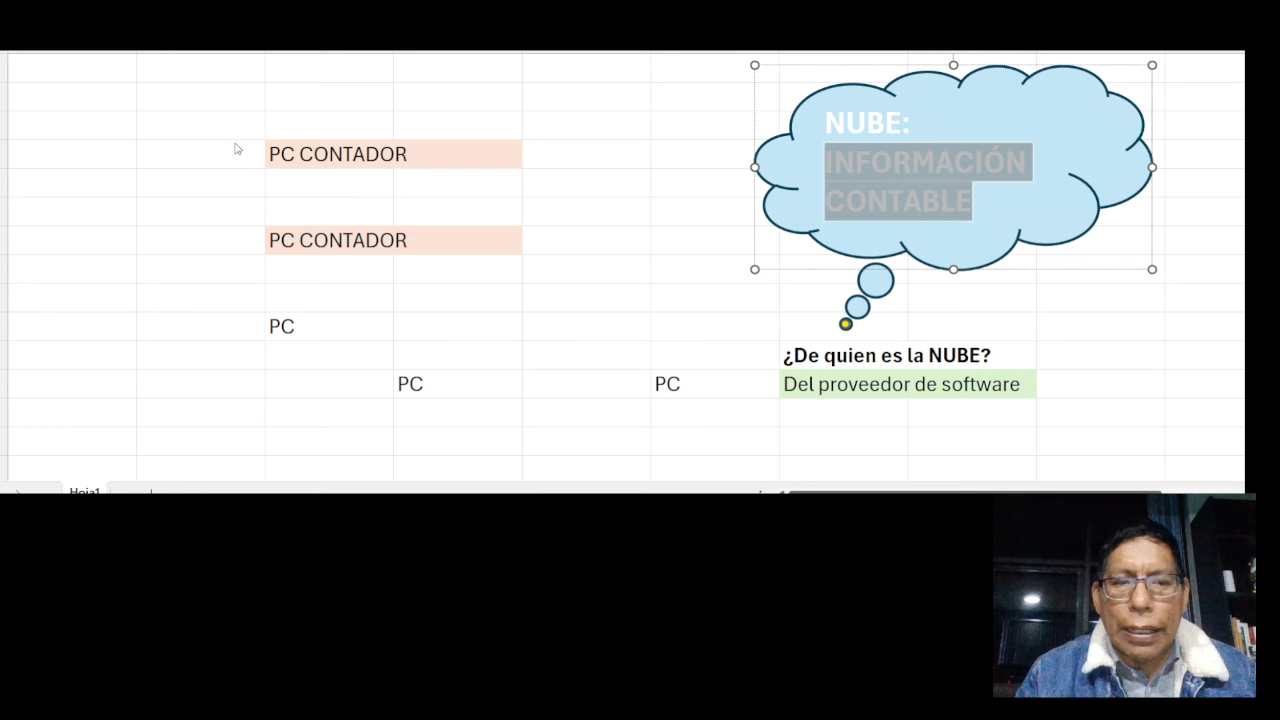 NUBE:
INFORMACIÓN
CONTABLE
PC CONTADOR
PC CONTADOR
PC
¿De quien es la NUBE?
PC
PC
Del proveedor de software
Hoja1